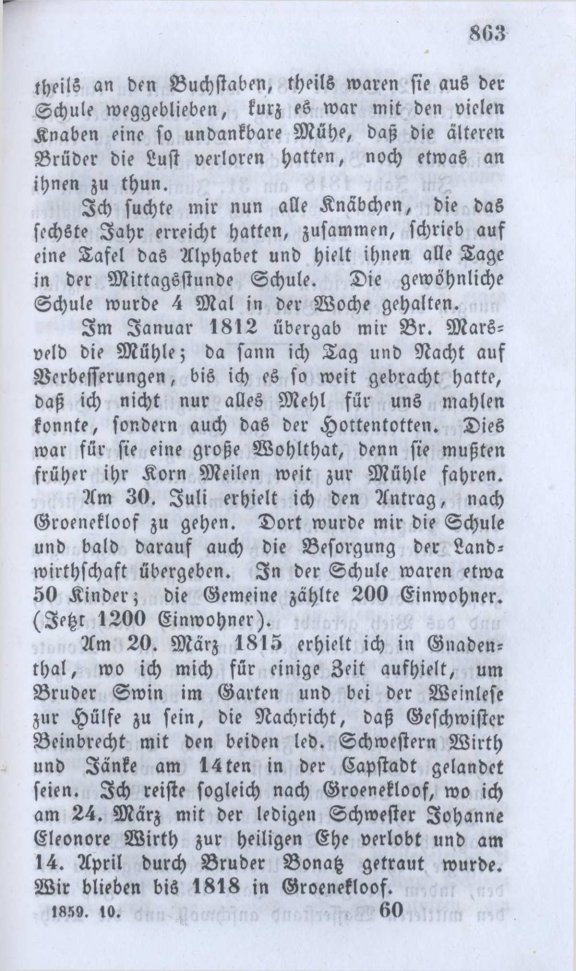 863
theils an den Buchstaben, theils waren sie aus der
Schule weggeblieben, kurz es war mit den vielen
Knaben eine so undankbare Mühe, daß die älteren
Brüder die Lust verloren hatten, noch etwas an
ihnen zu thun.
Ich suchte mir nun alle Knäbchen, die das
sechste Jahr erreicht hatten, zusammen, schrieb auf
eine Tafel das Alphabet und hielt ihnen alle Tage
in der Mittagsstunde Schule. Die gewöhnliche
Schule wurde 4 Mal in der Woche gehalten.
Im Januar 1812 übergab mir Br. Mars-
veld die Mühle; da sann ich Tag und Nacht auf
Verbesserungen, bis ich es so weit gebracht hatte,
daß ich nicht nur alles Mehl für uns mahlen
konnte, sondern auch das der Hottentotten. Dies
war für sie eine große Wohlthat, denn sie mußten
früher ihr Korn Meilen weit zur Mühle fahren.
Am 30. Juli erhielt ich den Antrag, nach
Groenekloof zu gehen. Dort wurde mir die Schule
und bald darauf auch die Besorgung der Land-
wirthschaft übergeben. In der Schule waren etwa
50 Kinder; die Gemeine zählte 200 Einwohner.
(Jetzt 1200 Einwohner).
Am 20. März 1815 erhielt ich in Gnaden-
thal, wo ich mich für einige Zeit aufhielt, um
Bruder Swin im Garten und bei der Weinlese
zur Hülfe zu sein, die Nachricht, daß Geschwister
Beinbrecht mit den beiden led. Schwestern Wirth
und Jänke am 14ten in der Capstadt gelandet
seien. Ich reiste sogleich nach Groenekloof, wo ich
am 24. März mit der ledigen Schwester Johanne
Eleonore Wirth zur heiligen Ehe verlobt und am
14. April durch Bruder Bonatz getraut wurde.
Wir blieben bis 1818 in Groenekloof.
1859. 10. 60